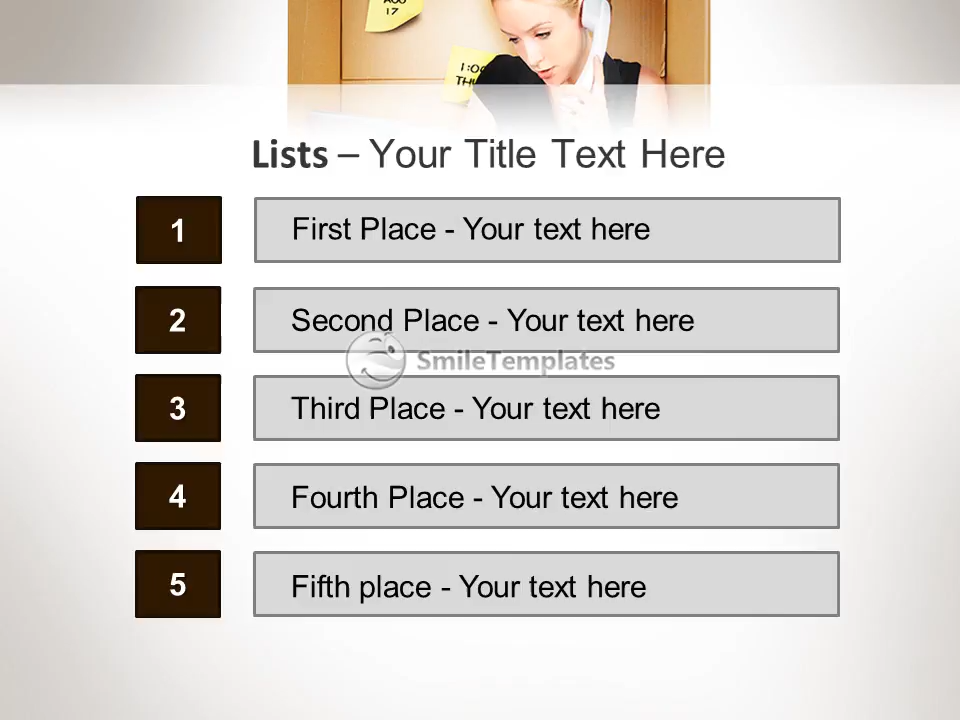 AUG
17
1:00
Lists – Your Title Text Here
1 First Place - Your text here
2 Second Place - Your text here
SmileTemplates
3 Third Place - Your text here
4 Fourth Place - Your text here
5 Fifth place - Your text here